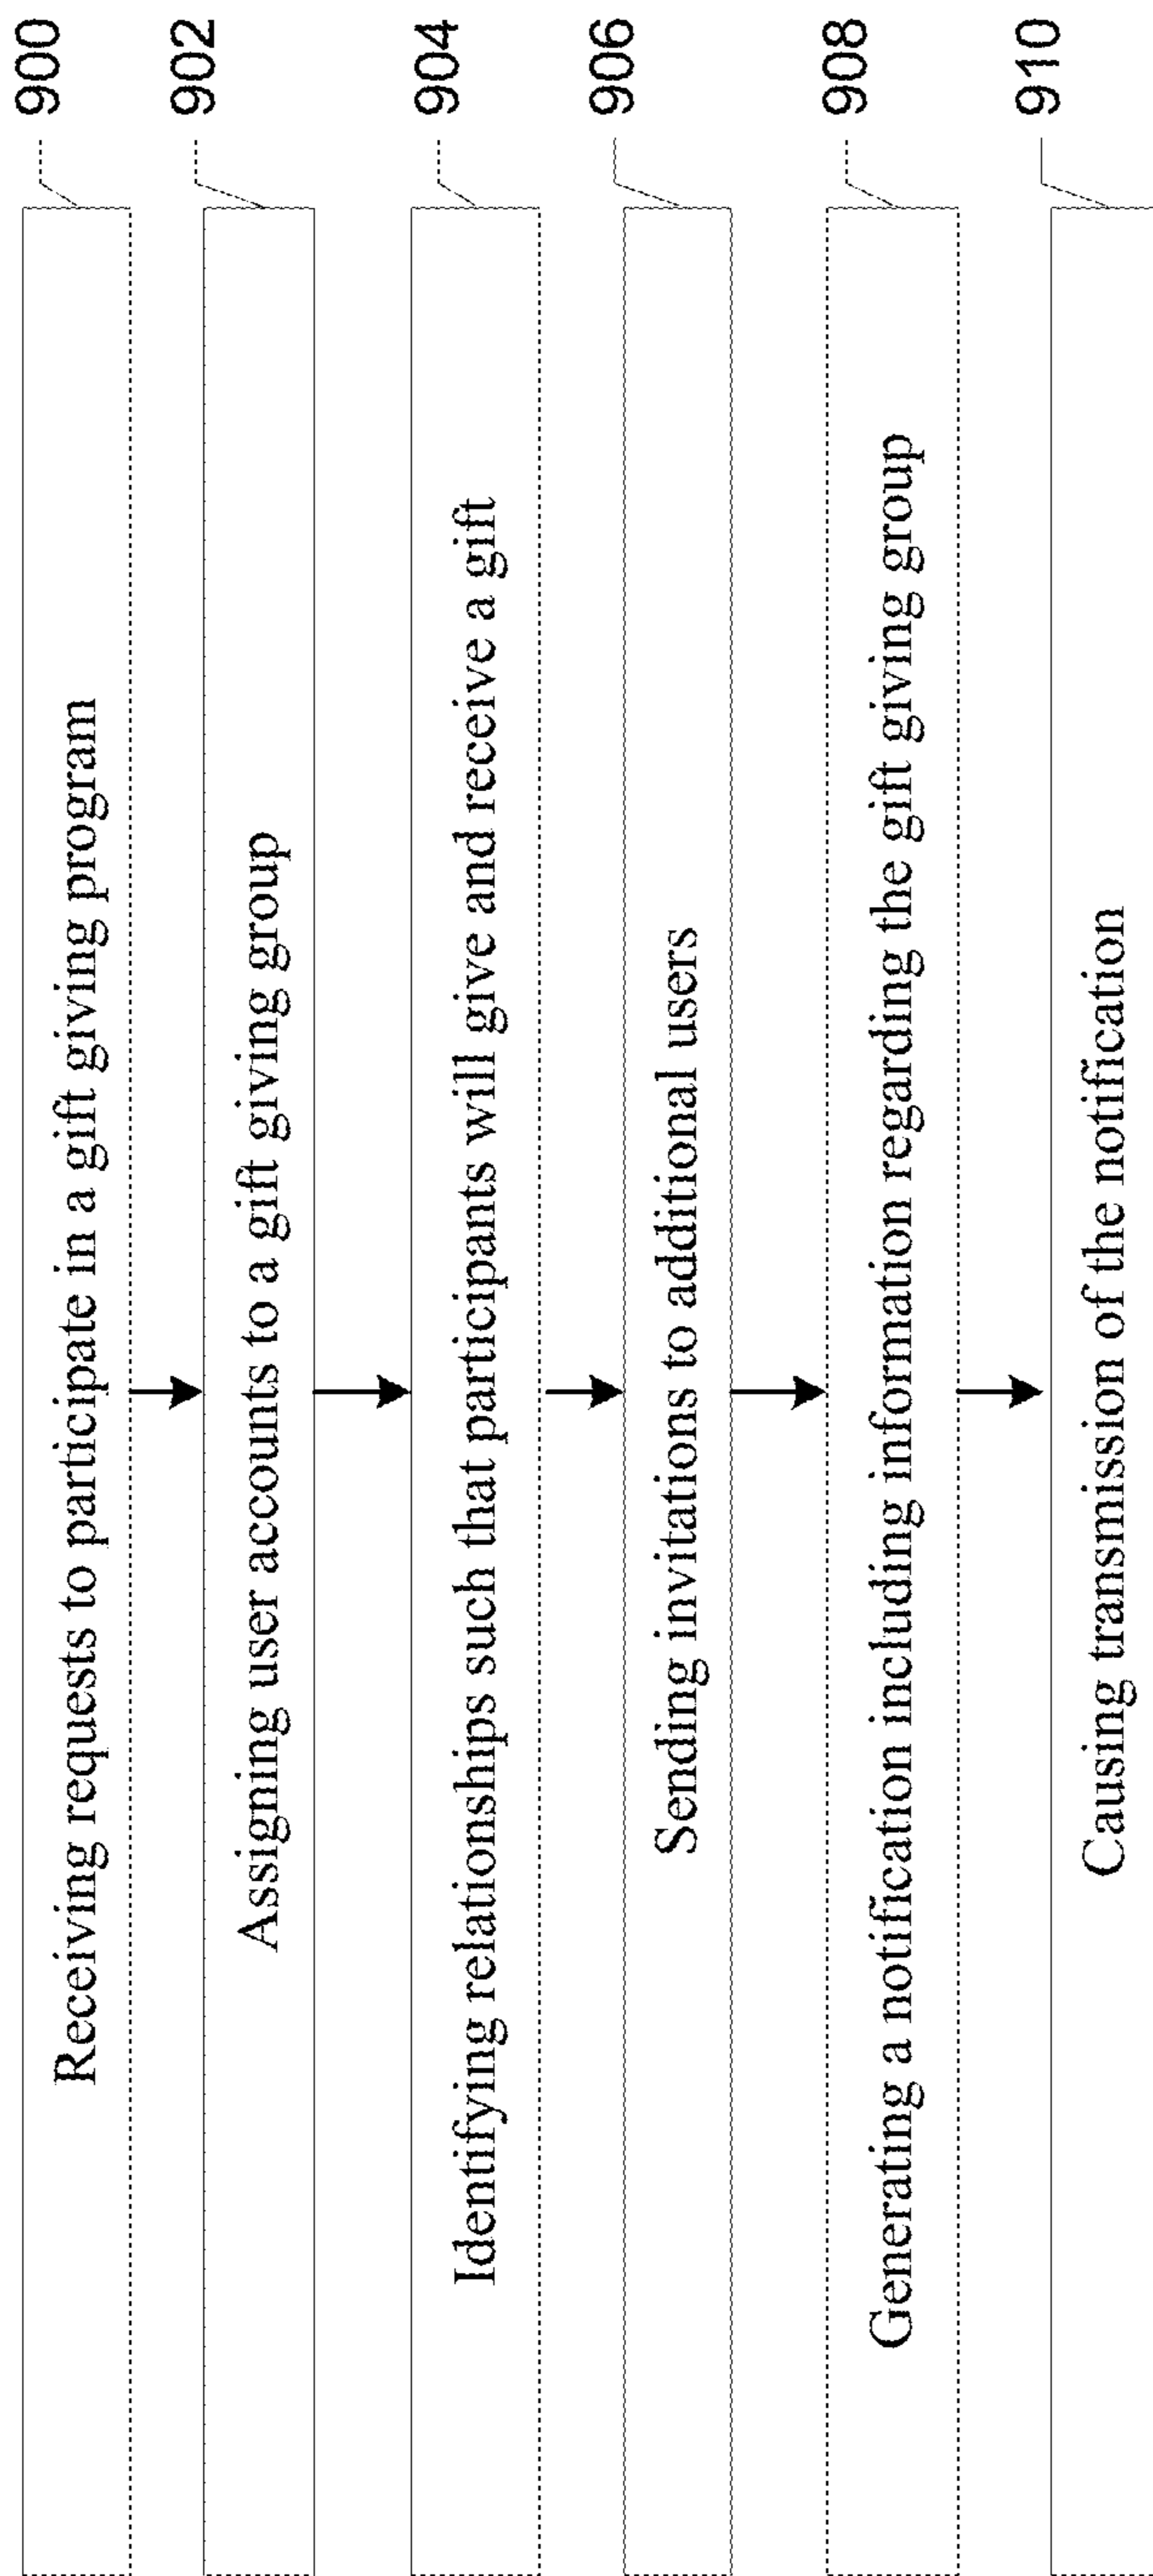 Receiving requests to participate in a gift giving program
900
Assigning user accounts to a gift giving group
902
Identifying relationships such that participants will give and receive a gift
904
Sending invitations to additional users
906
Generating a notification including information regarding the gift giving group
908
Causing transmission of the notification
910